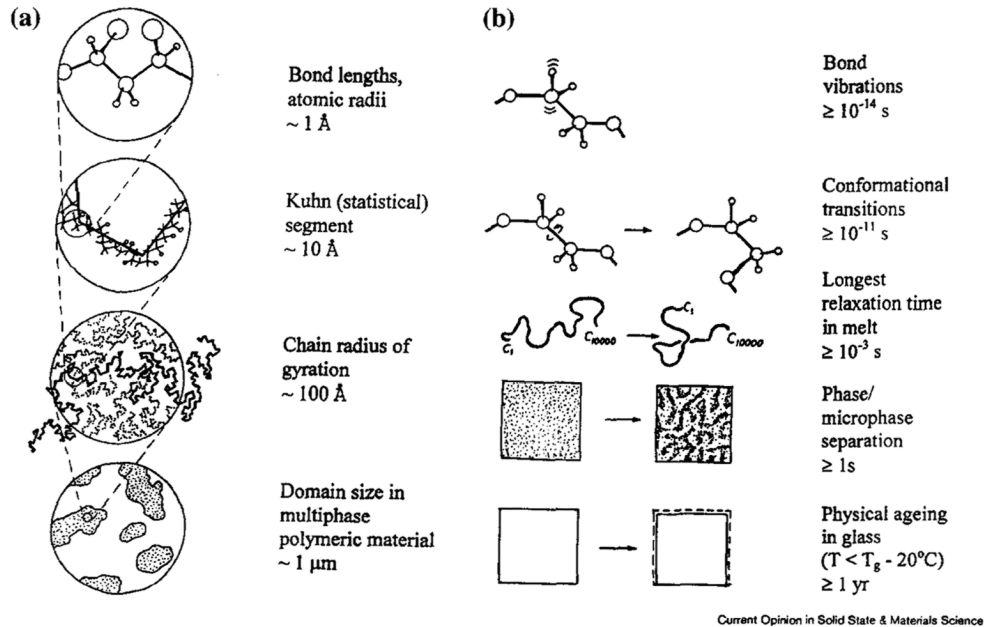 (a)
Bond lengths,
atomic radii
~ 1 Å
Kuhn (statistical)
segment
~ 10 Å
Chain radius of
gyration
~ 100 Å
Domain size in
multiphase
polymeric material
~ 1 μm
(b)
Bond
vibrations
≥ 10⁻¹⁴ s
Conformational
transitions
≥ 10⁻¹¹ s
C₁
C₁₀₀₀₀
C₁
C₁₀₀₀₀
Longest
relaxation time
in melt
≥ 10⁻³ s
Phase/
microphase
separation
≥ 1s
Physical ageing
in glass
(T < T_g - 20°C)
≥ 1 yr
Current Opinion in Solid State & Materials Science